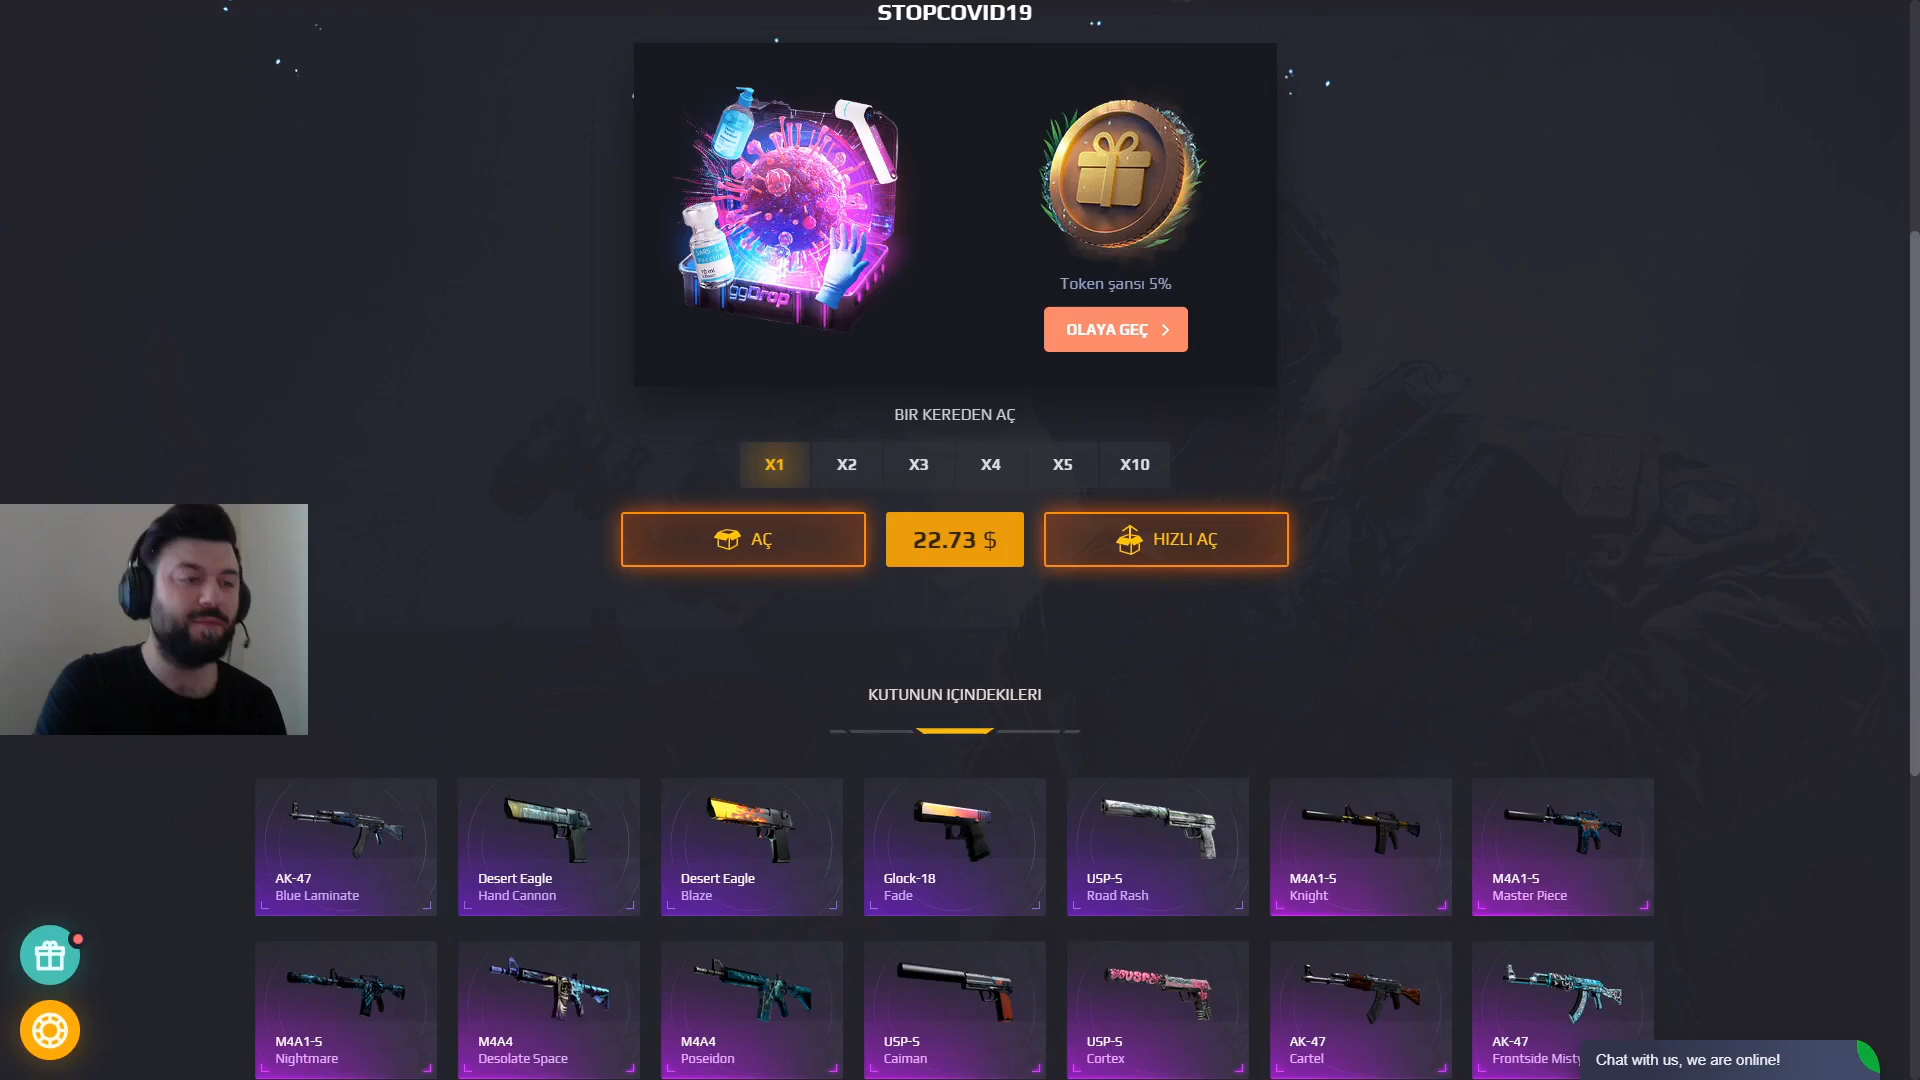 STOPCOVID19
ggDrop
Token şansı 5%
OLAYA GEÇ
BIR KEREDEN AÇ
X1 X2 X3 X4 X5 X10
AÇ 22.73 $ HIZLI AÇ
KUTUNUN IÇINDEKILERI
AK-47
Blue Laminate
Desert Eagle
Hand Cannon
Desert Eagle
Blaze
Glock-18
Fade
USP-S
Road Rash
M4A1-S
Knight
M4A1-S
Master Piece
M4A1-S
Nightmare
M4A4
Desolate Space
M4A4
Poseidon
USP-S
Caiman
USP-S
Cortex
AK-47
Cartel
AK-47
Frontside Misty
Chat with us, we are online!